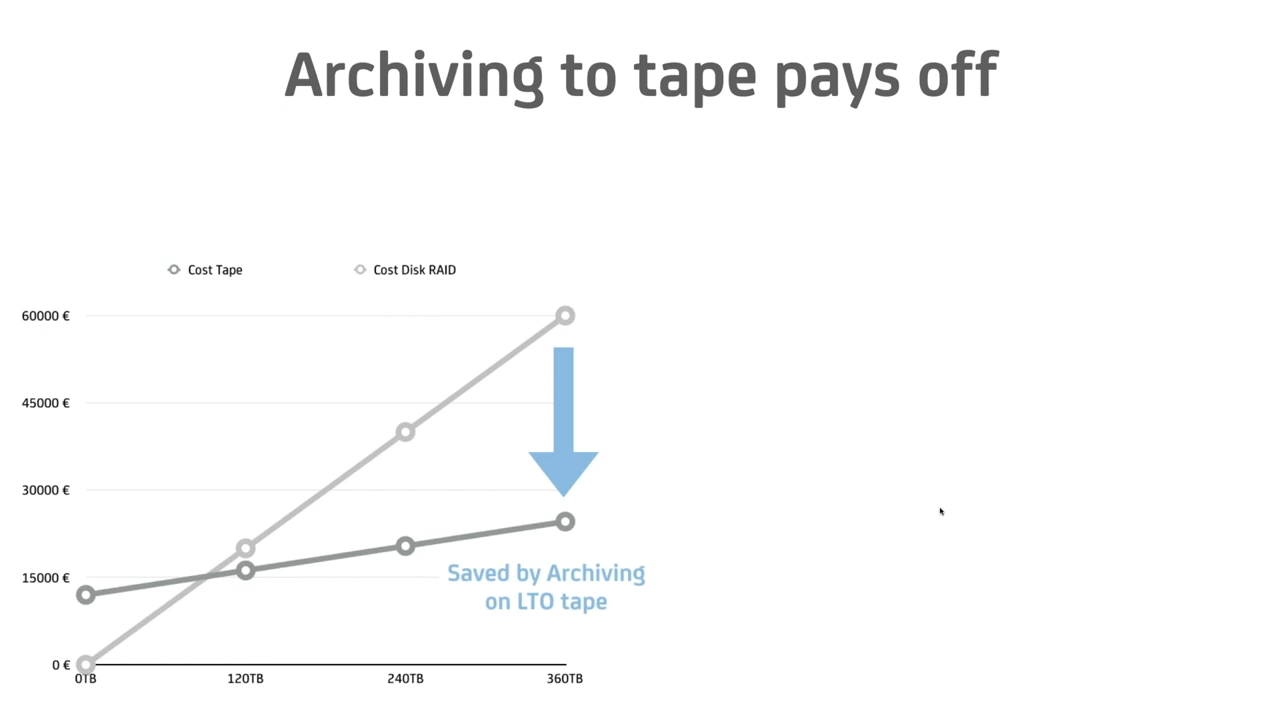 Archiving to tape pays off
Cost Tape
Cost Disk RAID
60000 €
45000 €
30000 €
15000 €
0 €
0TB
120TB
240TB
360TB
Saved by Archiving
on LTO tape